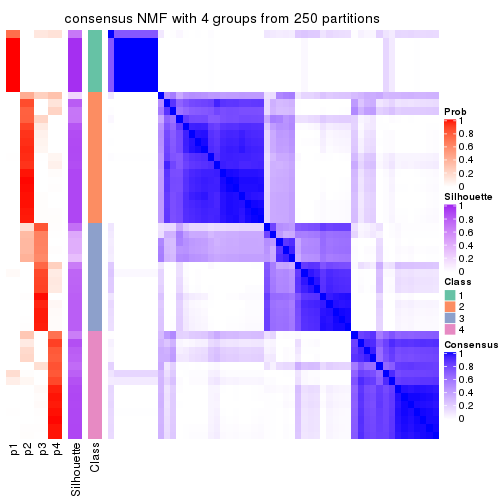 consensus NMF with 4 groups from 250 partitions
Prob
1
0.8
0.6
0.4
0.2
0
Silhouette
1
0.8
0.6
0.4
0.2
0
Class
1
2
3
4
Consensus
1
0.8
0.6
0.4
0.2
0
p1
p2
p3
p4
Silhouette
Class